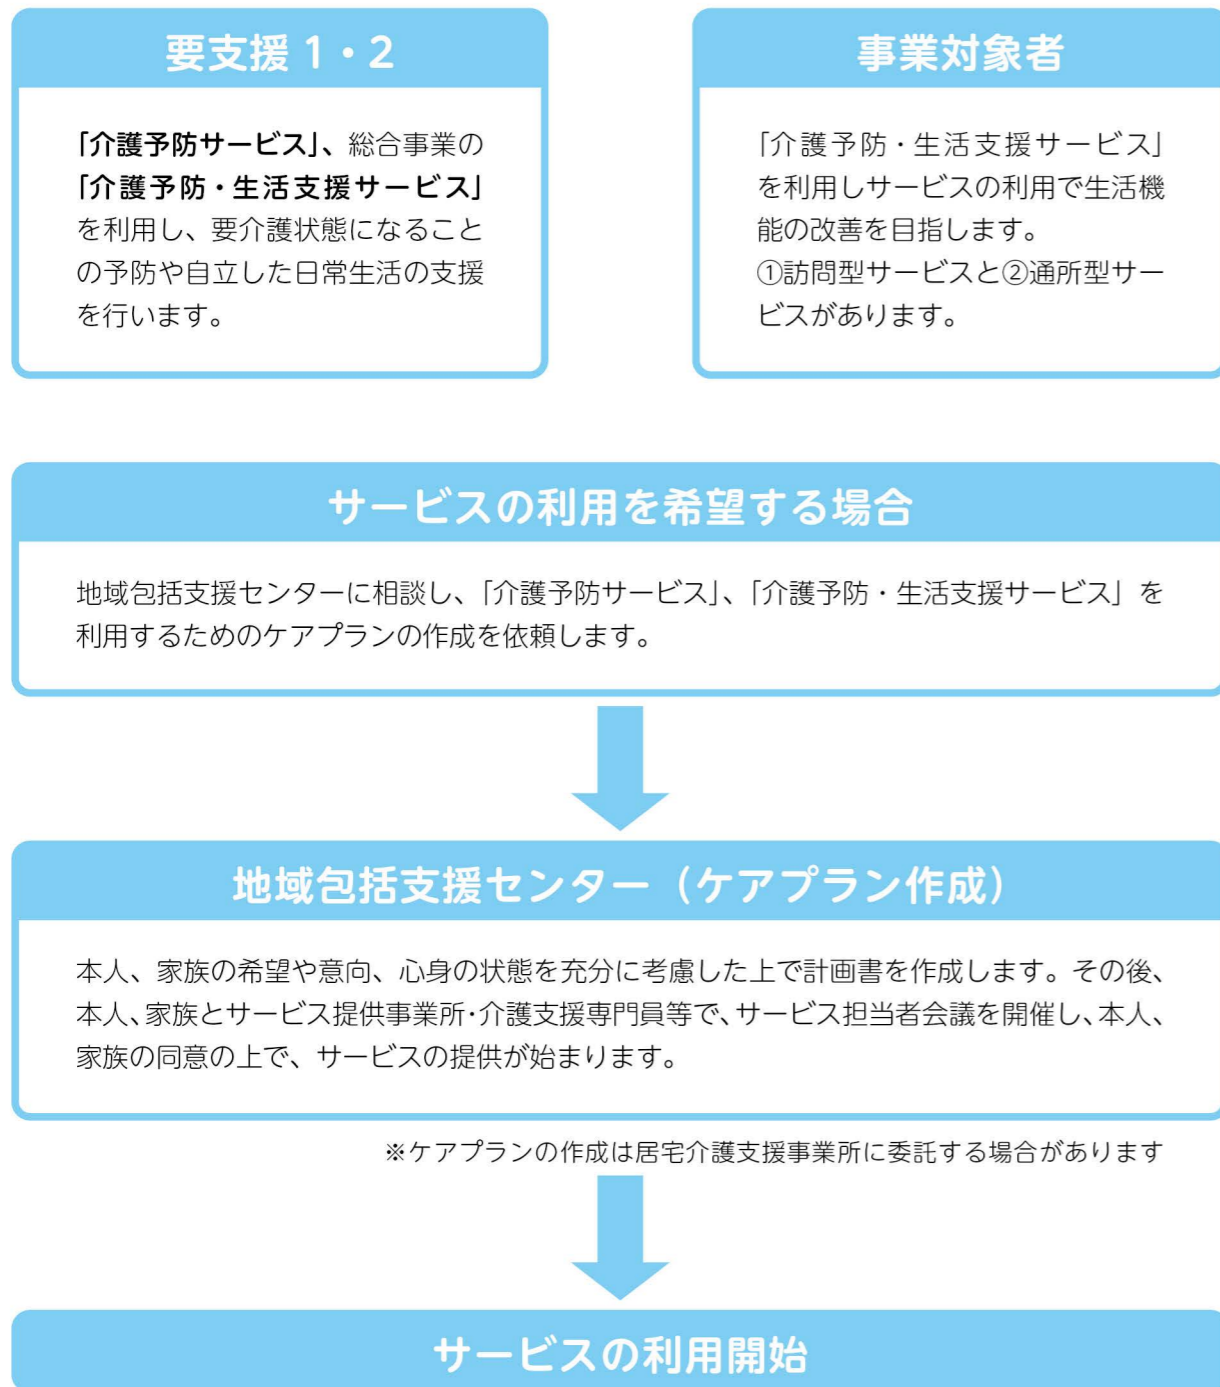 要支援 1・2
「介護予防サービス」、総合事業の
「介護予防・生活支援サービス」
を利用し、要介護状態になること
の予防や自立した日常生活の支援
を行います。
事業対象者
「介護予防・生活支援サービス」
を利用しサービスの利用で生活機
能の改善を目指します。
①訪問型サービスと②通所型サー
ビスがあります。
サービスの利用を希望する場合
地域包括支援センターに相談し、「介護予防サービス」、「介護予防・生活支援サービス」を
利用するためのケアプランの作成を依頼します。
地域包括支援センター（ケアプラン作成）
本人、家族の希望や意向、心身の状態を充分に考慮した上で計画書を作成します。その後、
本人、家族とサービス提供事業所・介護支援専門員等で、サービス担当者会議を開催し、本人、
家族の同意の上で、サービスの提供が始まります。
※ケアプランの作成は居宅介護支援事業所に委託する場合があります
サービスの利用開始